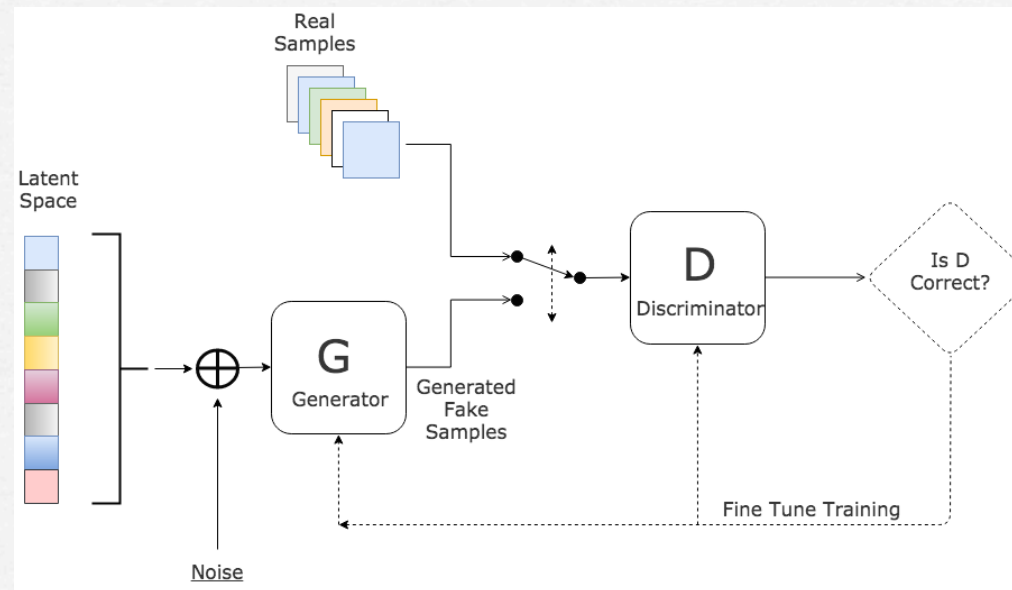 Real
Samples
Latent
Space
G
Generator
Generated
Fake
Samples
D
Discriminator
Is D
Correct?
Fine Tune Training
Noise